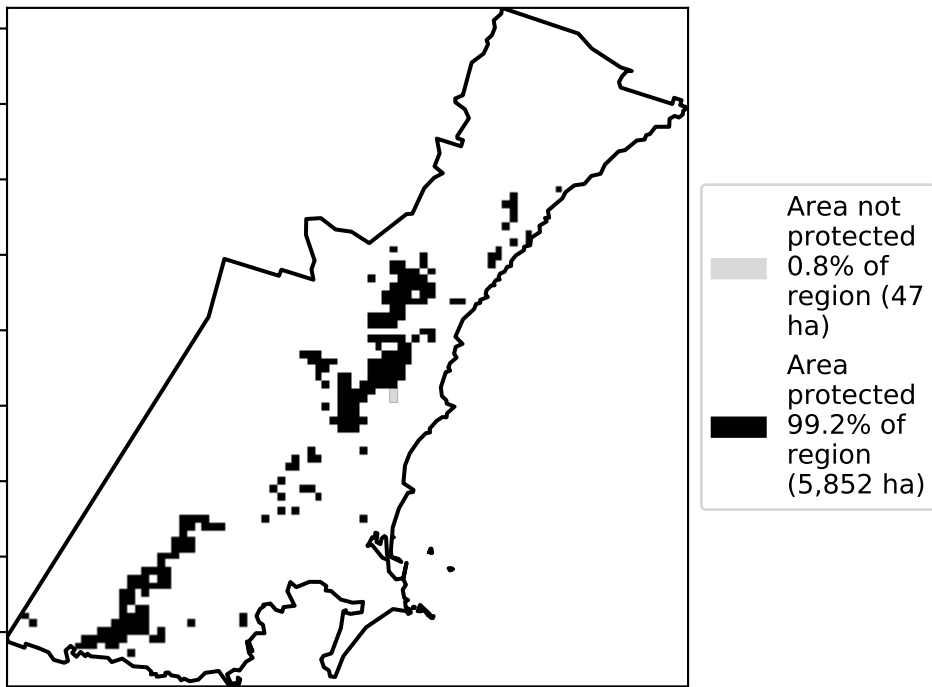 Area not
protected
0.8% of
region (47
ha)
Area
protected
99.2% of
region
(5,852 ha)